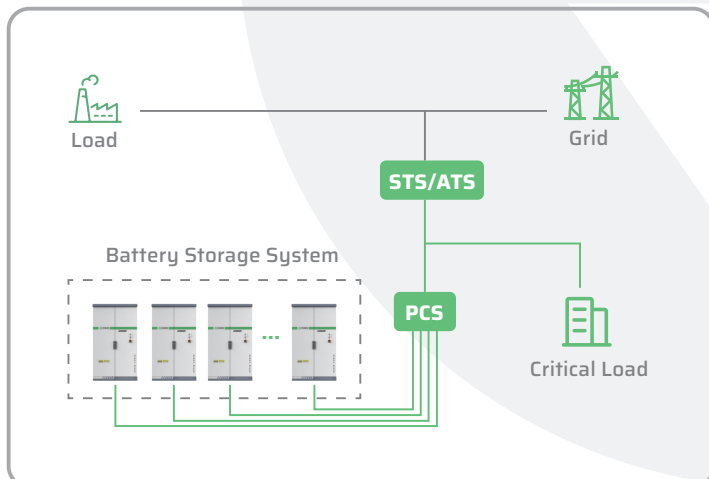 Load
Grid
STS/ATS
Battery Storage System
PCS
...
Critical Load